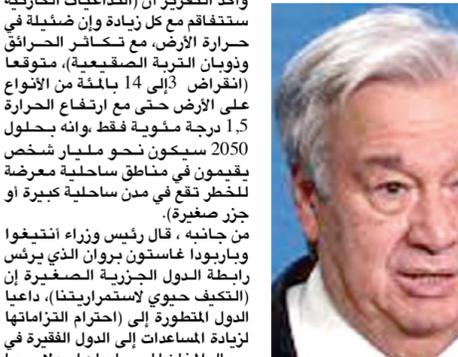 وأكد التقرير أن (التداعيات الكارثية
ستتفاقم مع كل زيادة وإن ضئيلة في
حرارة الأرض، مع تكاثر الحرائق
وذوبان التربة الصقيعية)، متوقعا
(انقراض 3إلى 14 بالمئة من الأنواع
على الأرض حتى مع ارتفاع الحرارة
1,5 درجة مئوية فقط ،وانه بحلول
2050 سيكون نحو مليار شخص
يقيمون في مناطق ساحلية معرضة
للخطر تقع في مدن ساحلية كبيرة أو
جزر صغيرة).
من جانبه ، قال رئيس وزراء أنتيغوا
وباربودا غاستون براون الذي يرئس
رابطة الدول الجزرية الصغيرة إن
(التكيف حيوي لاستمراريتنا)، داعيا
الدول المتطورة إلى (احترام التزاماتها
لزيادة المساعدات إلى الدول الفقيرة في